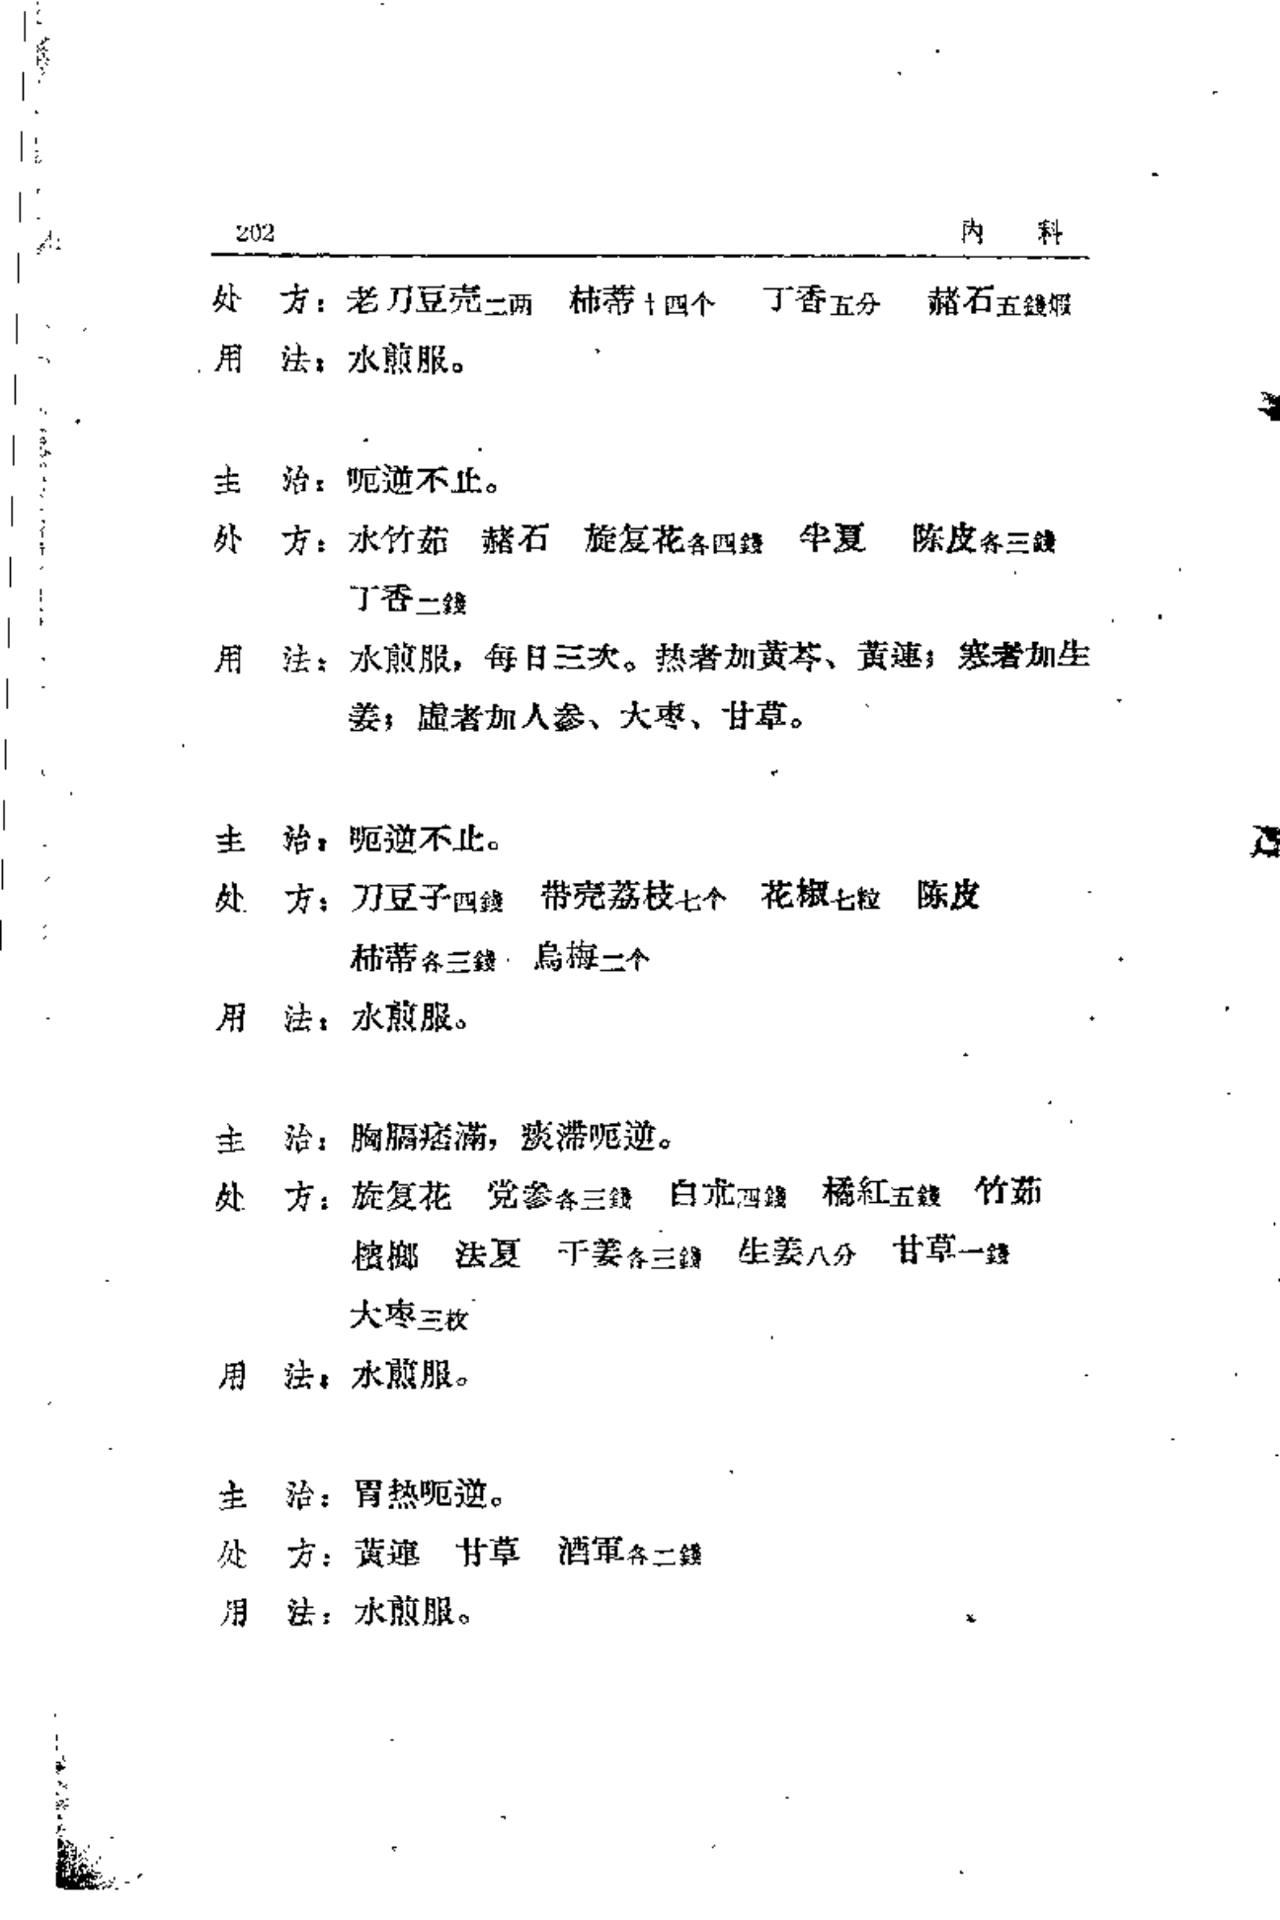 202 内 科
处 方：老刀豆壳二两 柿蒂十四个 丁香五分 赭石五錢煆
用 法：水煎服。
主 治：呃逆不止。
处 方：水竹茹 赭石 旋复花各四錢 半夏 陈皮各三錢
丁香二錢
用 法：水煎服，每日三次。热者加黄芩、黄連；寒者加生
姜；虛者加人参、大枣、甘草。
主 治：呃逆不止。
处 方：刀豆子四錢 带壳荔枝七个 花椒七粒 陈皮
柿蒂各三錢 烏梅二个
用 法：水煎服。
主 治：胸膈痞滿，痰滞呃逆。
处 方：旋复花 党参各三錢 白朮四錢 橘紅五錢 竹茹
檳榔 法夏 干姜各三錢 生姜八分 甘草一錢
大枣三枚
用 法：水煎服。
主 治：胃热呃逆。
处 方：黄連 甘草 酒軍各二錢
用 法：水煎服。